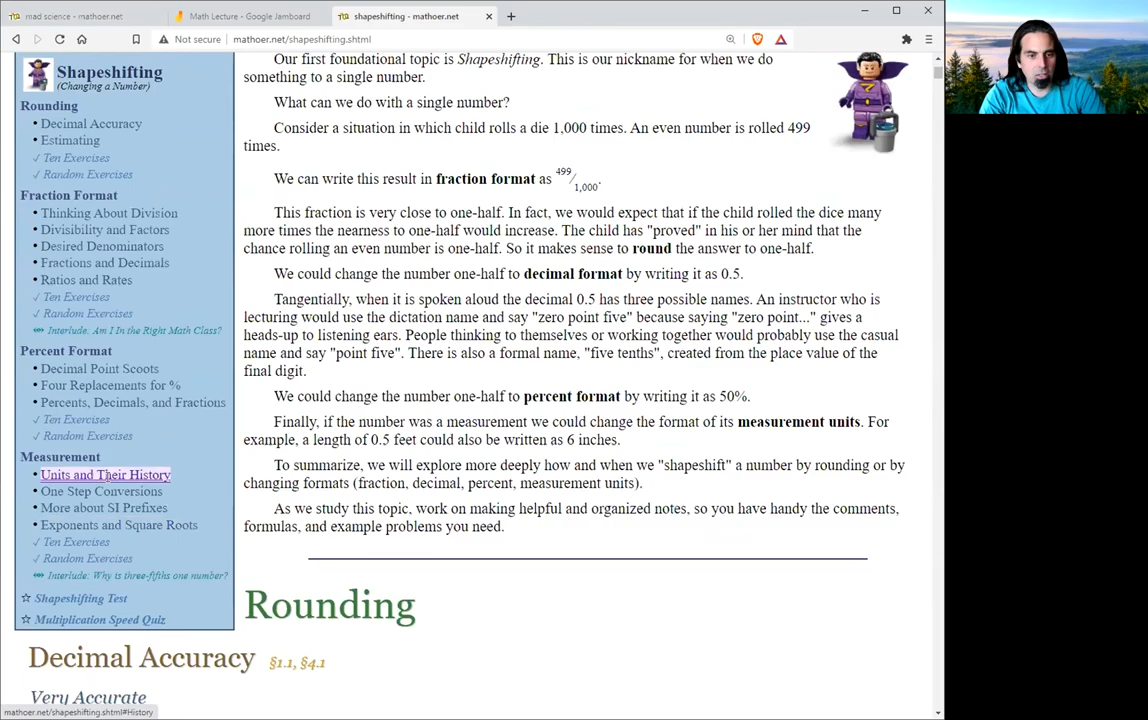 mad science - mathoer.net
Math Lecture - Google Jamboard
shapeshifting - mathoer.net
Not secure
mathoer.net/shapeshifting.shtml
Shapeshifting
(Changing a Number)
Rounding
• Decimal Accuracy
• Estimating
✓ Ten Exercises
✓ Random Exercises
Fraction Format
• Thinking About Division
• Divisibility and Factors
• Desired Denominators
• Fractions and Decimals
• Ratios and Rates
✓ Ten Exercises
✓ Random Exercises
Interlude: Am I In the Right Math Class?
Percent Format
• Decimal Point Scoots
• Four Replacements for %
• Percents, Decimals, and Fractions
✓ Ten Exercises
✓ Random Exercises
Measurement
• Units and Their History
• One Step Conversions
• More about SI Prefixes
• Exponents and Square Roots
✓ Ten Exercises
✓ Random Exercises
Interlude: Why is three-fifths one number?
☆ Shapeshifting Test
☆ Multiplication Speed Quiz
Our first foundational topic is Shapeshifting. This is our nickname for when we do
something to a single number.
What can we do with a single number?
Consider a situation in which child rolls a die 1,000 times. An even number is rolled 499
times.
We can write this result in fraction format as 499/1,000.
This fraction is very close to one-half. In fact, we would expect that if the child rolled the dice many
more times the nearness to one-half would increase. The child has "proved" in his or her mind that the
chance rolling an even number is one-half. So it makes sense to round the answer to one-half.
We could change the number one-half to decimal format by writing it as 0.5.
Tangentially, when it is spoken aloud the decimal 0.5 has three possible names. An instructor who is
lecturing would use the dictation name and say "zero point five" because saying "zero point..." gives a
heads-up to listening ears. People thinking to themselves or working together would probably use the casual
name and say "point five". There is also a formal name, "five tenths", created from the place value of the
final digit.
We could change the number one-half to percent format by writing it as 50%.
Finally, if the number was a measurement we could change the format of its measurement units. For
example, a length of 0.5 feet could also be written as 6 inches.
To summarize, we will explore more deeply how and when we "shapeshift" a number by rounding or by
changing formats (fraction, decimal, percent, measurement units).
As we study this topic, work on making helpful and organized notes, so you have handy the comments,
formulas, and example problems you need.
Rounding
Decimal Accuracy §1.1, §4.1
Very Accurate
mathoer.net/shapeshifting.shtml#History